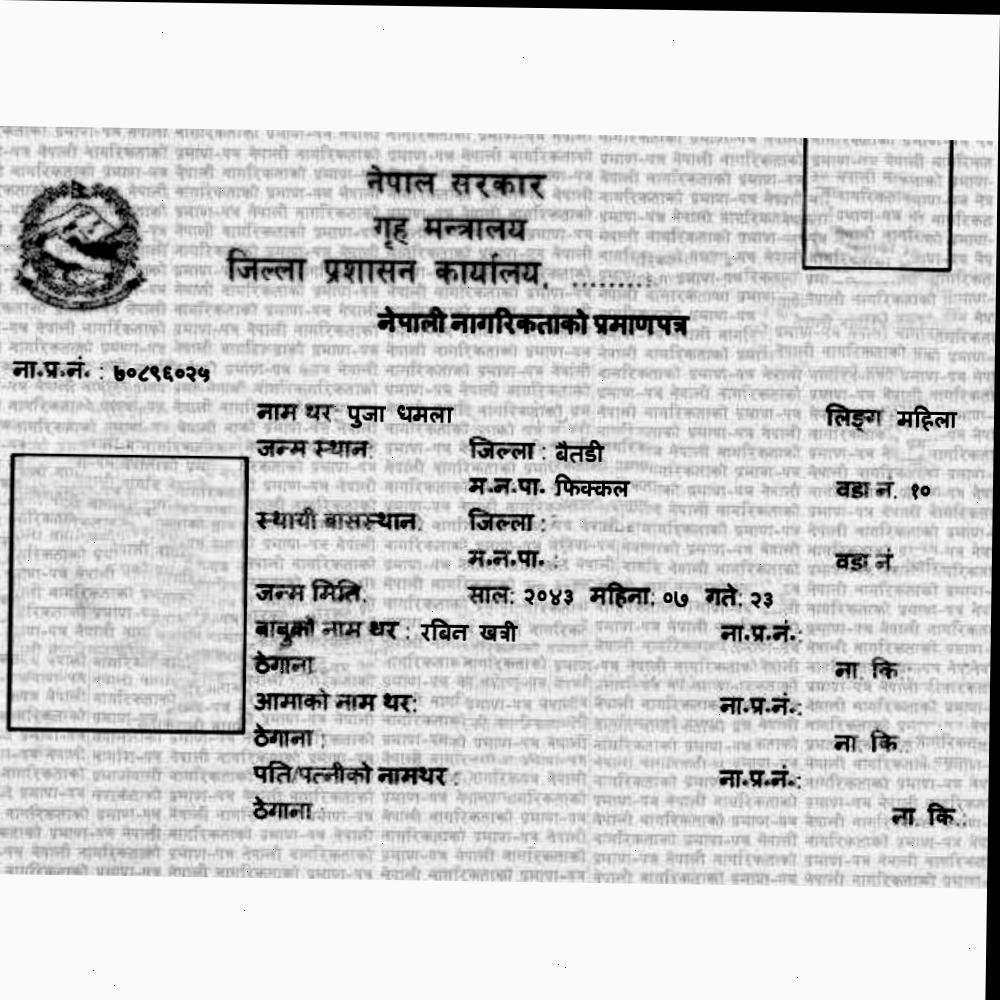 नेपाल सरकार
गृह मन्त्रालय
जिल्ला प्रशासन कार्यालय, .........
नेपाली नागरिकताको प्रमाणपत्र
ना.प्र.नं. : ७०८९६०२५
नाम थर: पुजा धमला लिङ्ग महिला
जन्म स्थान: जिल्ला : बैतडी
म.न.पा. फिक्कल वडा नं. १०
स्थायी बासस्थान: जिल्ला :
म.न.पा. : वडा नं
जन्म मिति: साल: २०४३ महिना: ०७ गते: २३
बाबुको नाम थर : रबिन खत्री ना.प्र.नं.:
ठेगाना ना. कि.
आमाको नाम थर: ना.प्र.नं.:
ठेगाना : ना. कि.:
पति/पत्नीको नामथर : ना.प्र.नं.:
ठेगाना : ना. कि.: